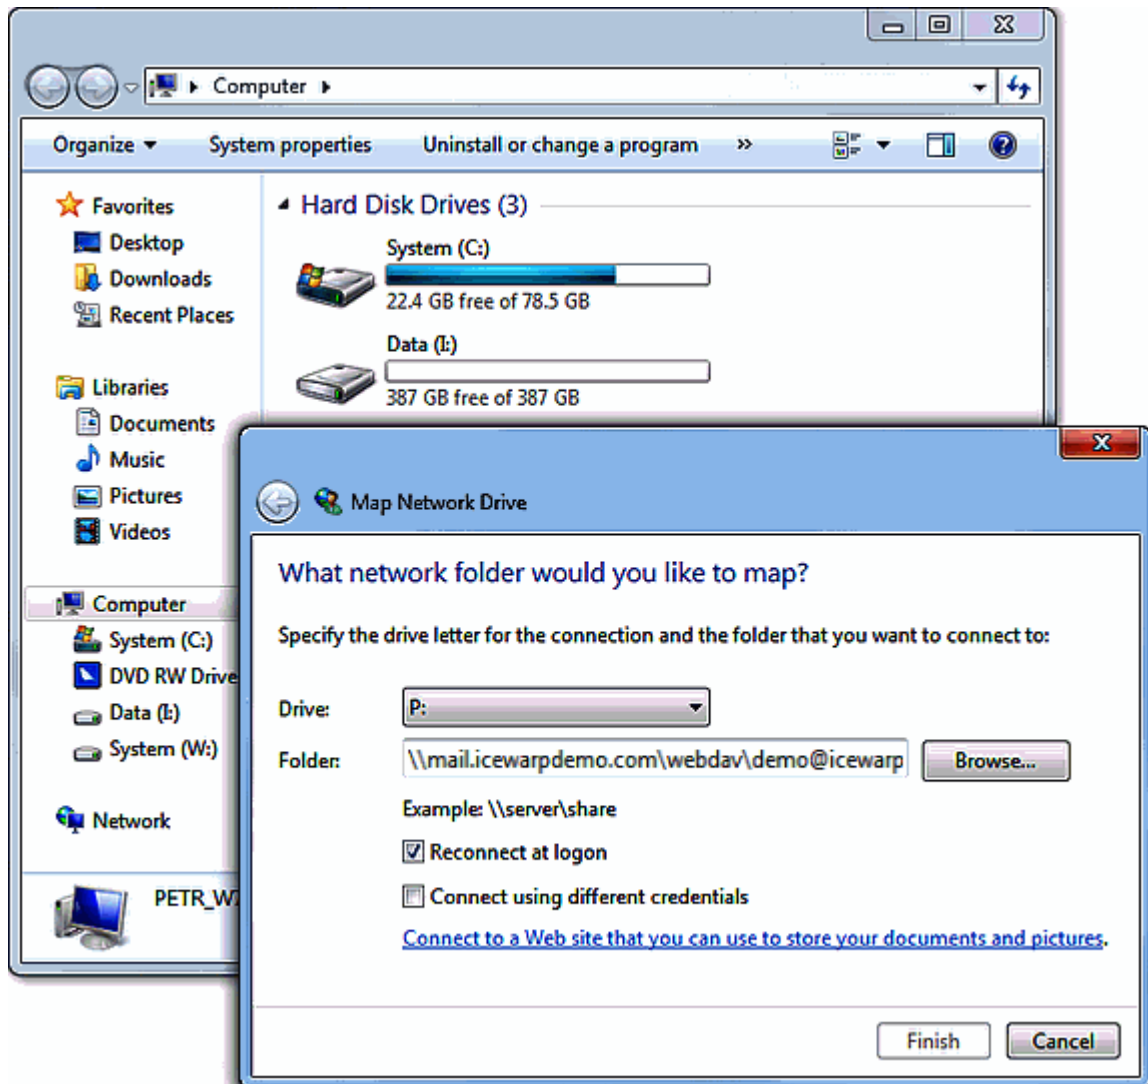 Computer
Organize System properties Uninstall or change a program »
Favorites
Desktop
Downloads
Recent Places
Libraries
Documents
Music
Pictures
Videos
Computer
System (C:)
DVD RW Drive
Data (I:)
System (W:)
Network
Hard Disk Drives (3)
System (C:)
22.4 GB free of 78.5 GB
Data (I:)
387 GB free of 387 GB
Map Network Drive
What network folder would you like to map?
Specify the drive letter for the connection and the folder that you want to connect to:
Drive: P:
Folder: \\mail.icewarpdemo.com\webdav\demo@icewarp Browse...
Example: \\server\share
Reconnect at logon
Connect using different credentials
Connect to a Web site that you can use to store your documents and pictures.
Finish Cancel